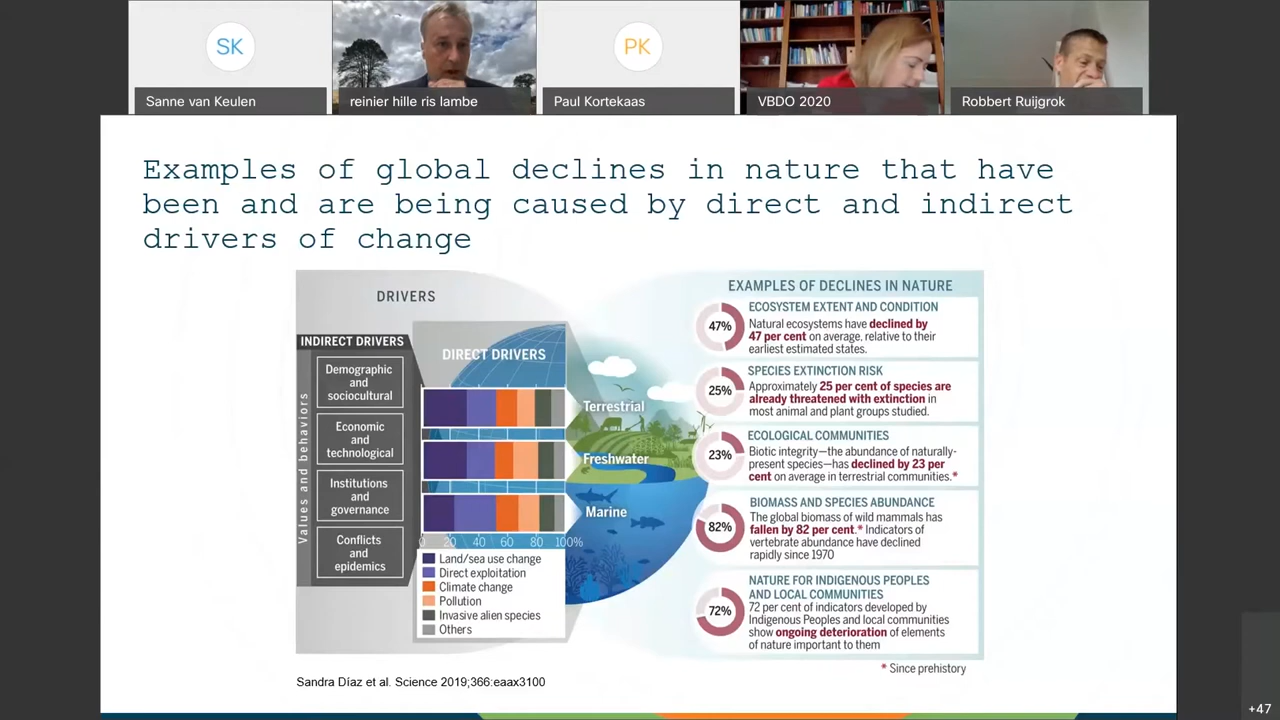 SK
PK
Sanne van Keulen
reinier hille ris lambe
Paul Kortekaas
VBDO 2020
Robbert Ruijgrok
Examples of global declines in nature that have
been and are being caused by direct and indirect
drivers of change
DRIVERS
INDIRECT DRIVERS
Values and behaviors
Demographic
and
sociocultural
Economic
and
technological
Institutions
and
governance
Conflicts
and
epidemics
DIRECT DRIVERS
Terrestrial
Freshwater
Marine
0 20 40 60 80 100%
Land/sea use change
Direct exploitation
Climate change
Pollution
Invasive alien species
Others
EXAMPLES OF DECLINES IN NATURE
47%
ECOSYSTEM EXTENT AND CONDITION
Natural ecosystems have declined by
47 per cent on average, relative to their
earliest estimated states.
25%
SPECIES EXTINCTION RISK
Approximately 25 per cent of species are
already threatened with extinction in
most animal and plant groups studied.
23%
ECOLOGICAL COMMUNITIES
Biotic integrity—the abundance of naturally-
present species—has declined by 23 per
cent on average in terrestrial communities.*
82%
BIOMASS AND SPECIES ABUNDANCE
The global biomass of wild mammals has
fallen by 82 per cent.* Indicators of
vertebrate abundance have declined
rapidly since 1970
72%
NATURE FOR INDIGENOUS PEOPLES
AND LOCAL COMMUNITIES
72 per cent of indicators developed by
Indigenous Peoples and local communities
show ongoing deterioration of elements
of nature important to them
* Since prehistory
Sandra Díaz et al. Science 2019;366:eaax3100
+47